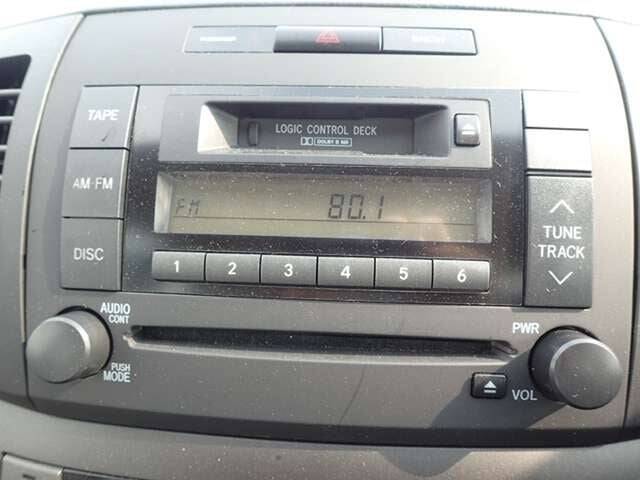 TAPE
LOGIC CONTROL DECK
DOLBY B NR
AM·FM
FM 80.1
TUNE
TRACK
DISC
1 2 3 4 5 6
AUDIO
CONT
PUSH
MODE
PWR
VOL